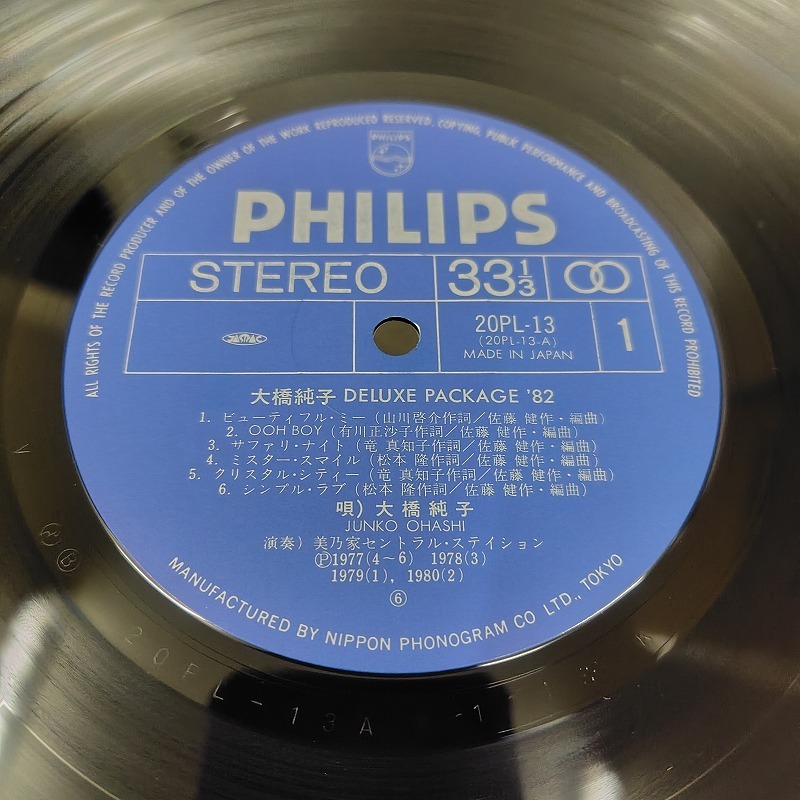 ALL RIGHTS OF THE RECORD PRODUCER AND OF THE OWNER OF THE WORK REPRODUCED RESERVED. COPYING, PUBLIC PERFORMANCE AND BROADCASTING OF THIS RECORD PROHIBITED
PHILIPS
PHILIPS
STEREO
33 1/3
JASRAC
20PL-13
(20PL-13-A)
MADE IN JAPAN
1
大橋純子 DELUXE PACKAGE '82
1. ビューティフル・ミー (山川啓介作詞／佐藤 健作・編曲)
2. OOH BOY (有川正沙子作詞／佐藤 健作・編曲)
3. サファリ・ナイト (竜 真知子作詞／佐藤 健作・編曲)
4. ミスター・スマイル (松本 隆作詞／佐藤 健作・編曲)
5. クリスタル・シティー (竜 真知子作詞／佐藤 健作・編曲)
6. シンプル・ラブ (松本 隆作詞／佐藤 健作・編曲)
唄) 大橋純子
JUNKO OHASHI
演奏) 美乃家セントラル・ステイション
Ⓟ1977(4～6) 1978(3)
1979(1), 1980(2)
⑥
MANUFACTURED BY NIPPON PHONOGRAM CO LTD., TOKYO
20PL-13A